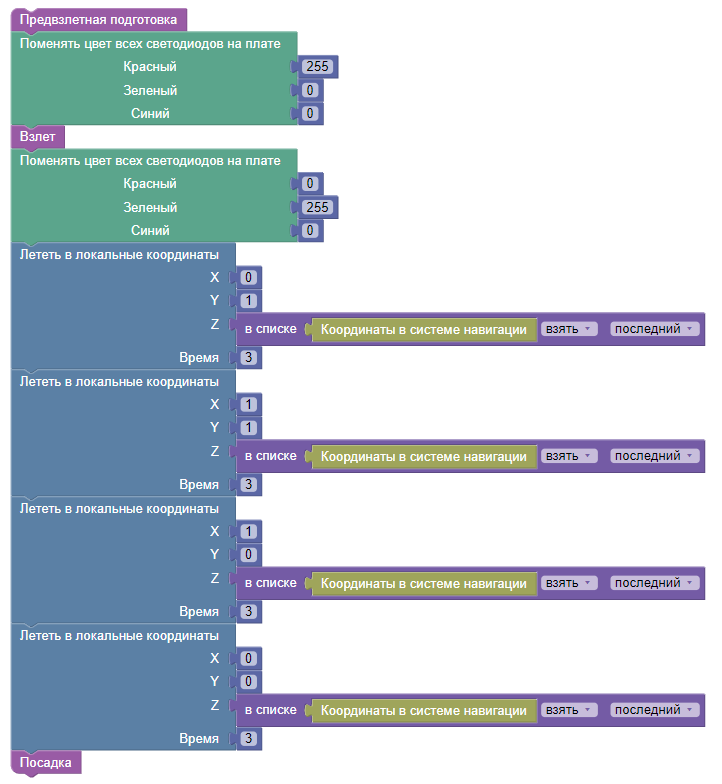 Предвзлетная подготовка
Поменять цвет всех светодиодов на плате
Красный 255
Зеленый 0
Синий 0
Взлет
Поменять цвет всех светодиодов на плате
Красный 0
Зеленый 255
Синий 0
Лететь в локальные координаты
X 0
Y 1
Z в списке Координаты в системе навигации взять последний
Время 3
Лететь в локальные координаты
X 1
Y 1
Z в списке Координаты в системе навигации взять последний
Время 3
Лететь в локальные координаты
X 1
Y 0
Z в списке Координаты в системе навигации взять последний
Время 3
Лететь в локальные координаты
X 0
Y 0
Z в списке Координаты в системе навигации взять последний
Время 3
Посадка